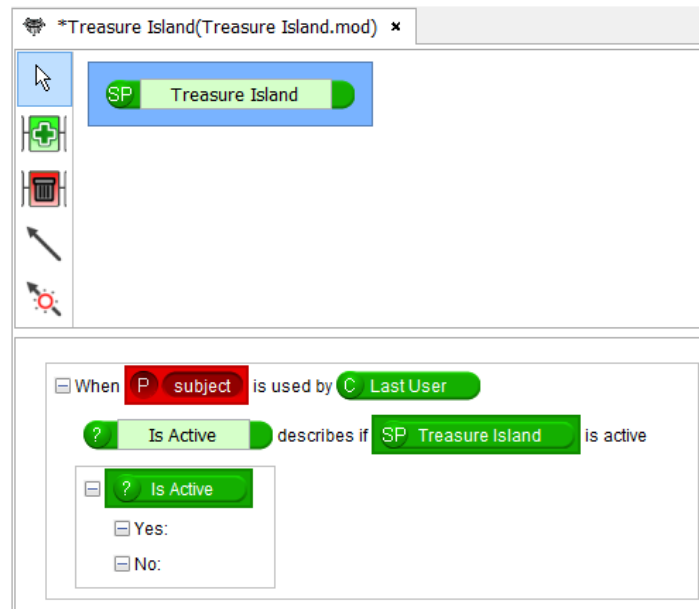 *Treasure Island(Treasure Island.mod) ×
SP Treasure Island
When P subject is used by C Last User
? Is Active describes if SP Treasure Island is active
? Is Active
Yes:
No: